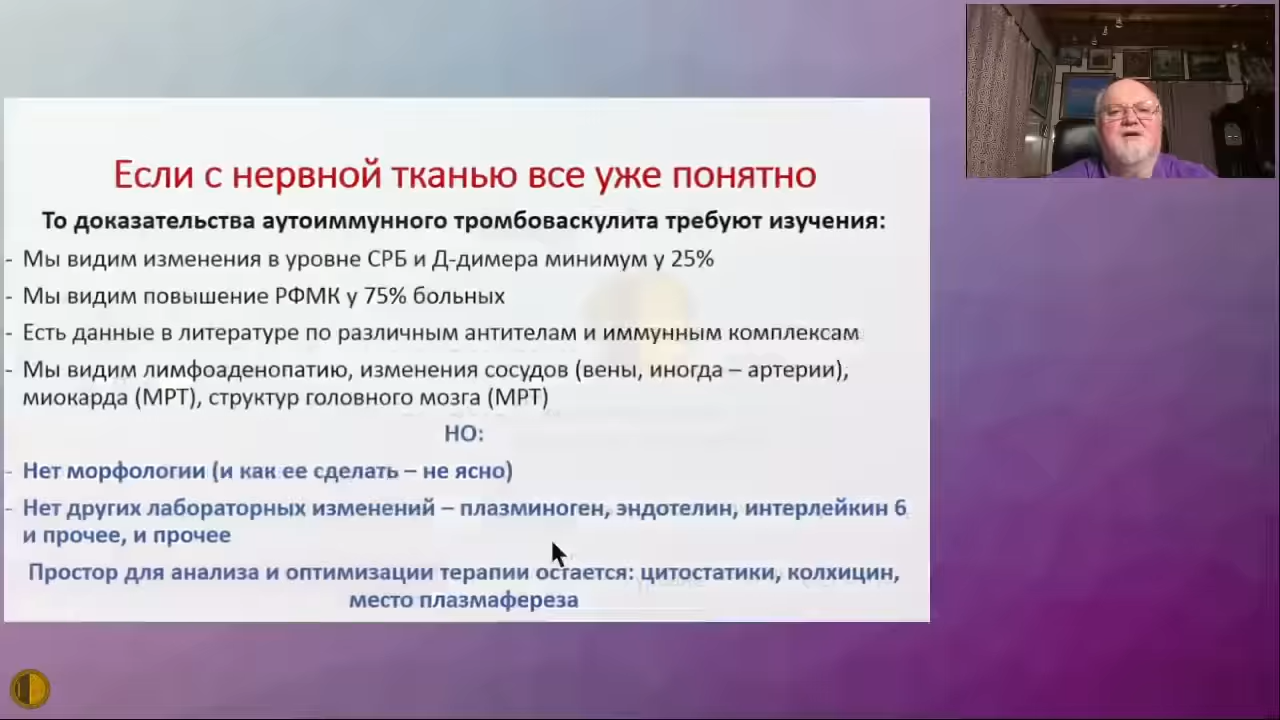 Если с нервной тканью все уже понятно
То доказательства аутоиммунного тромбоваскулита требуют изучения:
- Мы видим изменения в уровне СРБ и Д-димера минимум у 25%
- Мы видим повышение РФМК у 75% больных
- Есть данные в литературе по различным антителам и иммунным комплексам
- Мы видим лимфоаденопатию, изменения сосудов (вены, иногда – артерии),
миокарда (МРТ), структур головного мозга (МРТ)
НО:
- Нет морфологии (и как ее сделать – не ясно)
- Нет других лабораторных изменений – плазминоген, эндотелин, интерлейкин 6
и прочее, и прочее
Простор для анализа и оптимизации терапии остается: цитостатики, колхицин,
место плазмафереза